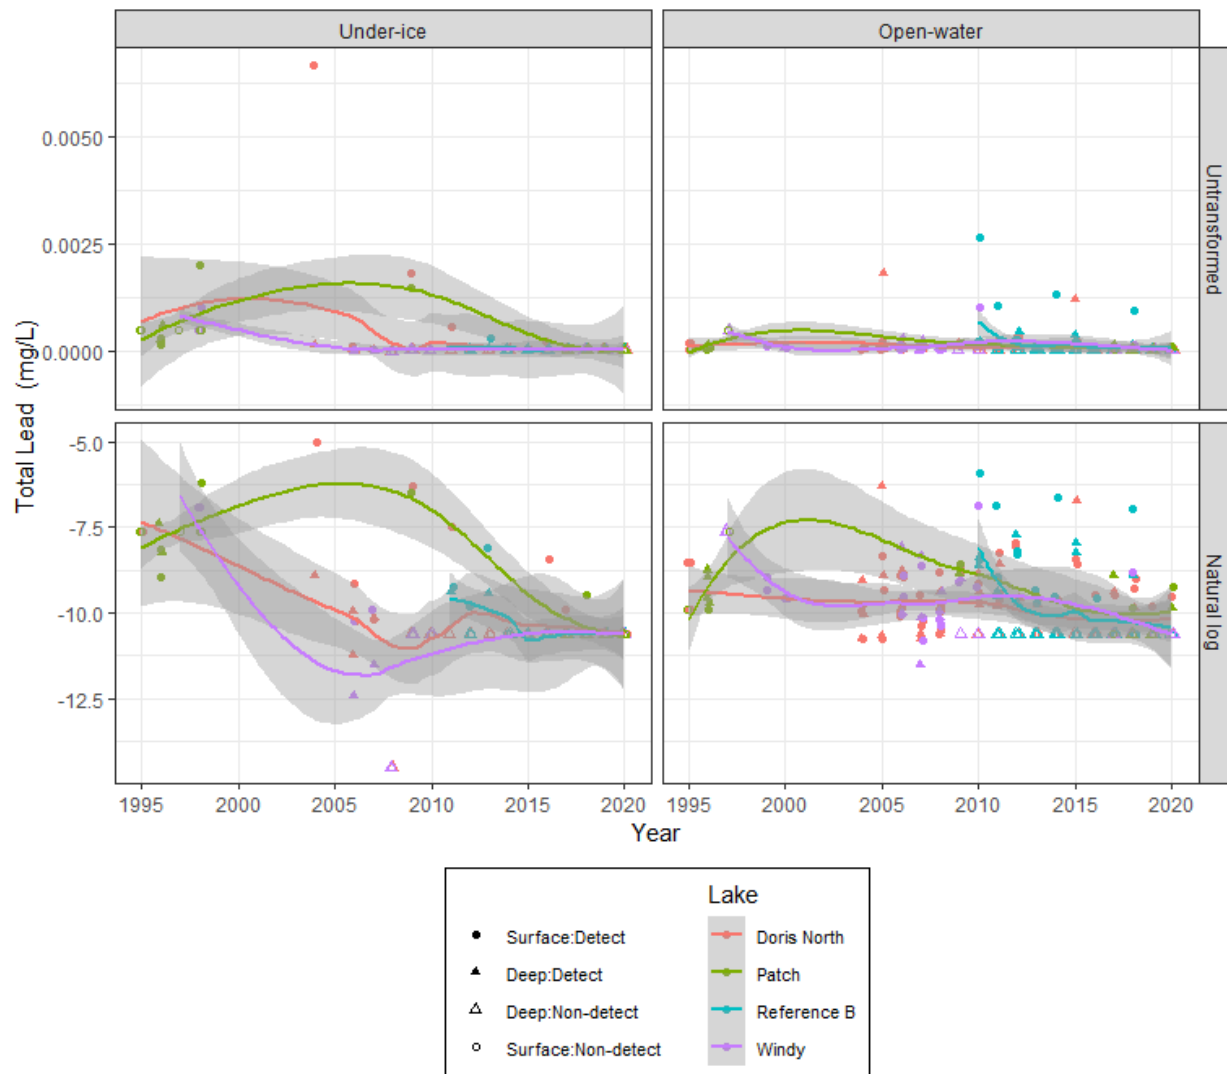 Under-ice Open-water
Total Lead (mg/L)
0.0050
0.0025
0.0000
Untransformed
-5.0
-7.5
-10.0
-12.5
Natural log
1995 2000 2005 2010 2015 2020 1995 2000 2005 2010 2015 2020
Year
Lake
Surface:Detect
Deep:Detect
Deep:Non-detect
Surface:Non-detect
Doris North
Patch
Reference B
Windy